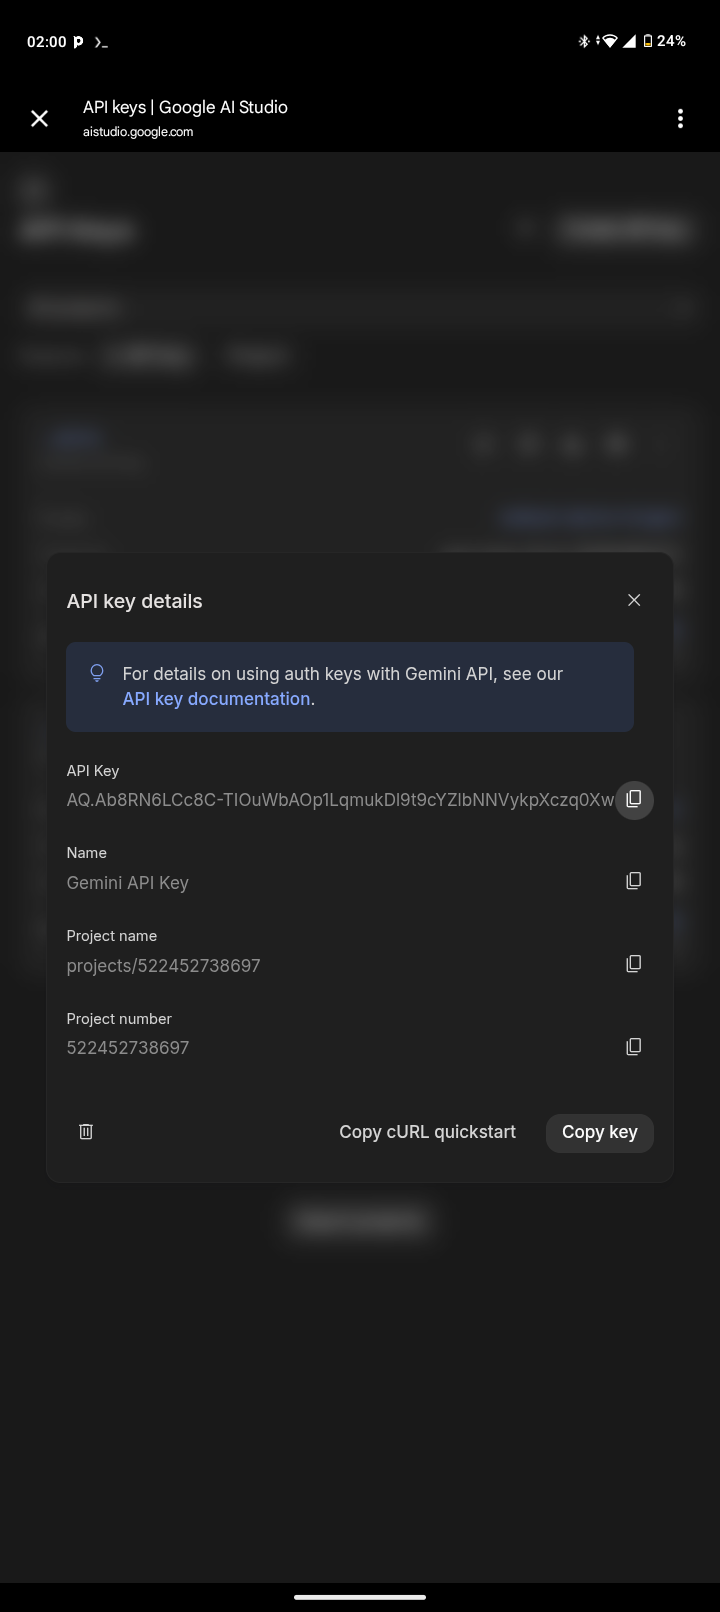 02:00
24%
API keys | Google AI Studio
aistudio.google.com
API key details
For details on using auth keys with Gemini API, see our
API key documentation.
API Key
AQ.Ab8RN6LCc8C-TIOuWbAOp1LqmukDl9t9cYZlbNNVykpXczq0Xw
Name
Gemini API Key
Project name
projects/522452738697
Project number
522452738697
Copy cURL quickstart
Copy key